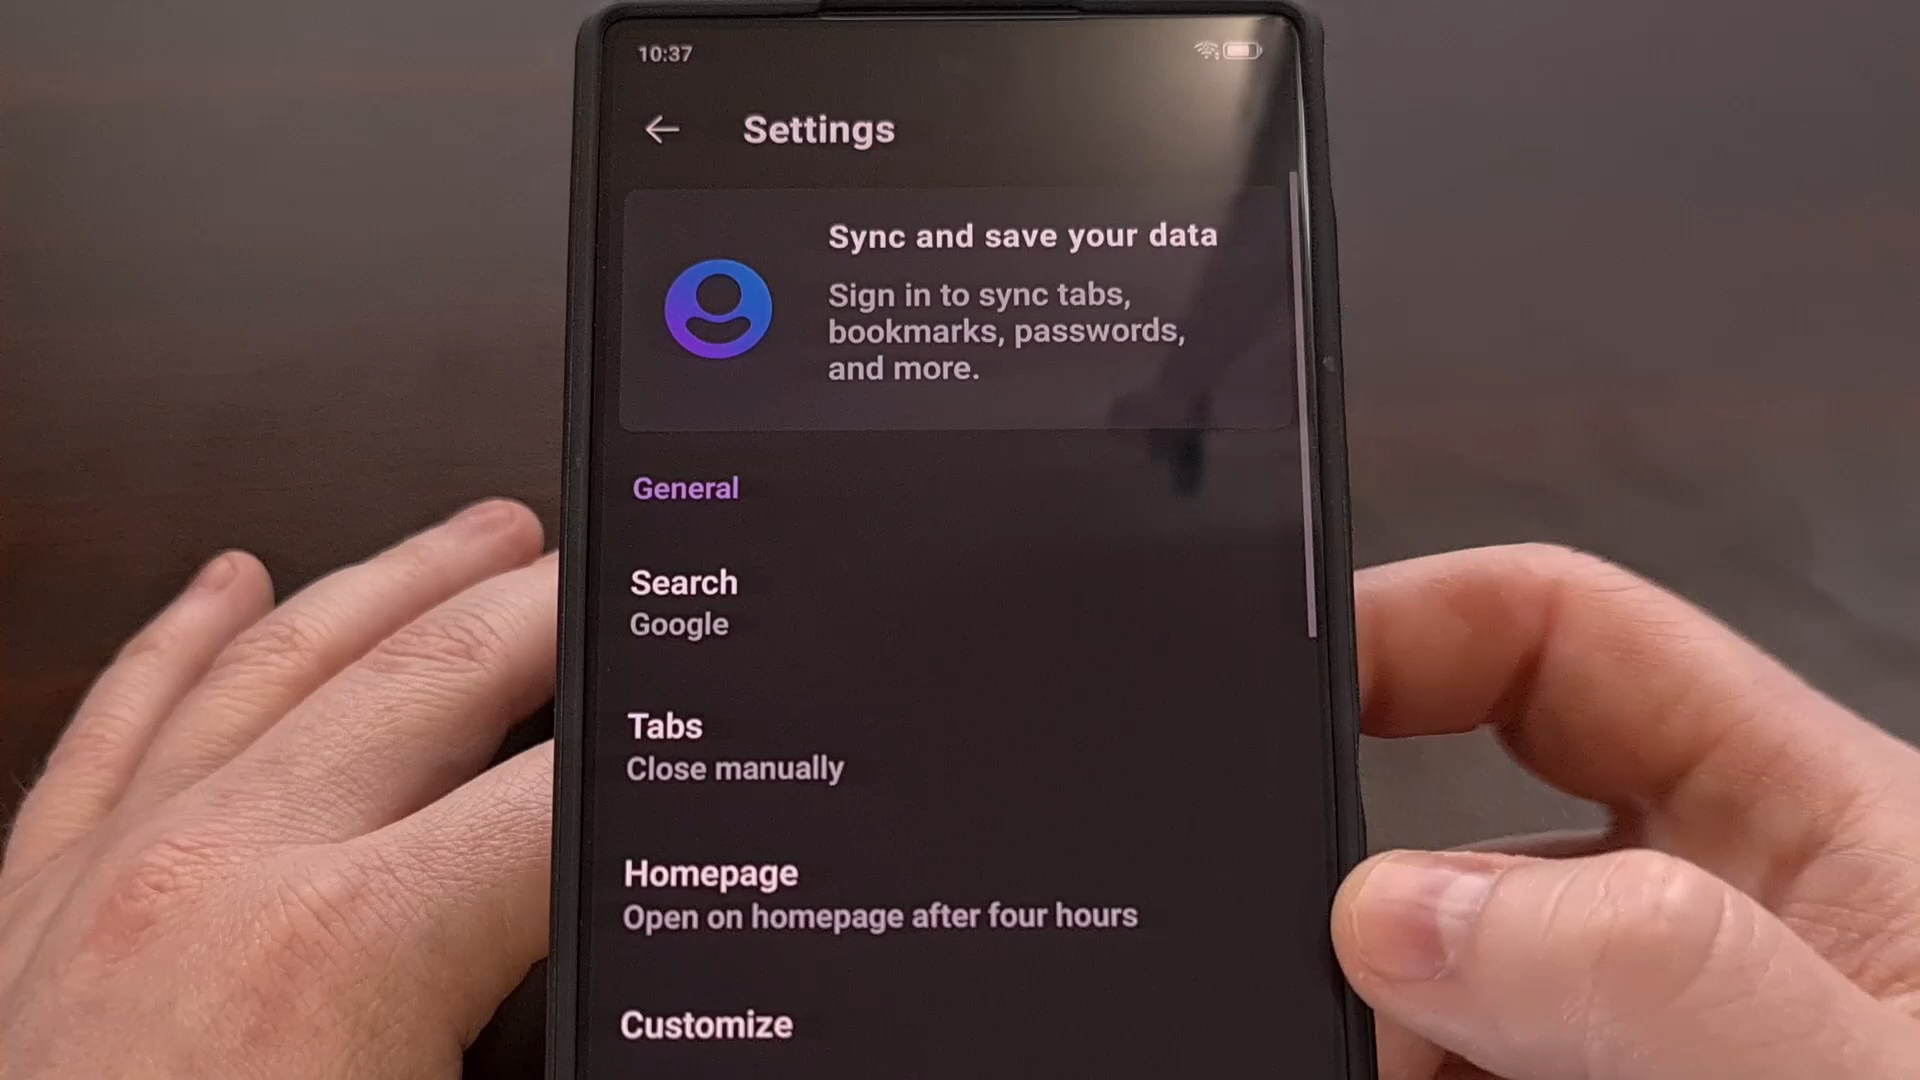 10:37
Settings
Sync and save your data
Sign in to sync tabs,
bookmarks, passwords,
and more.
General
Search
Google
Tabs
Close manually
Homepage
Open on homepage after four hours
Customize